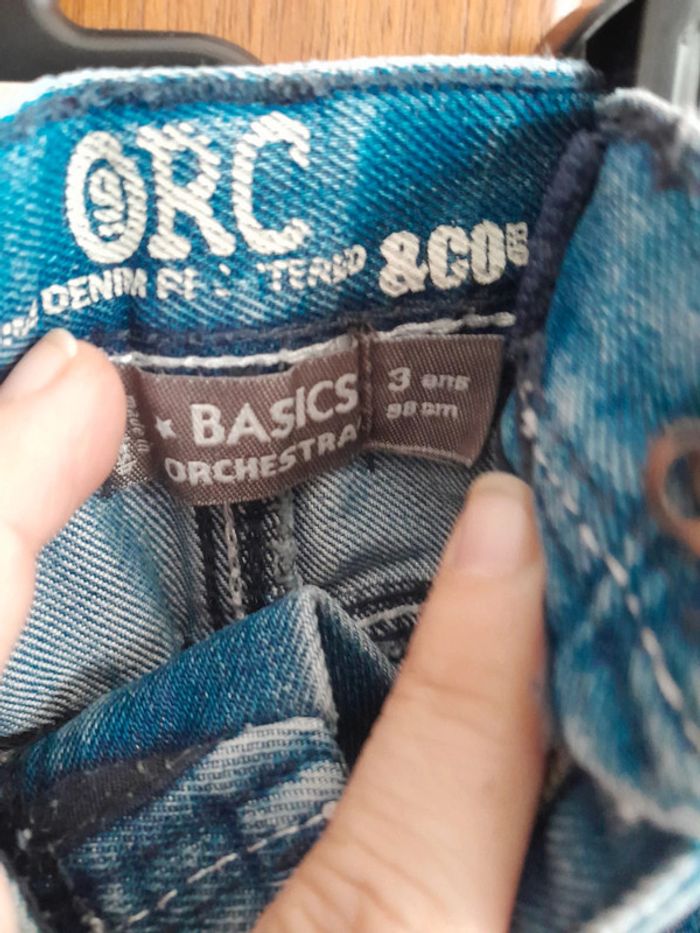 ORC
DENIM &CO
BASICS
ORCHESTRA
3 ans
98 cm